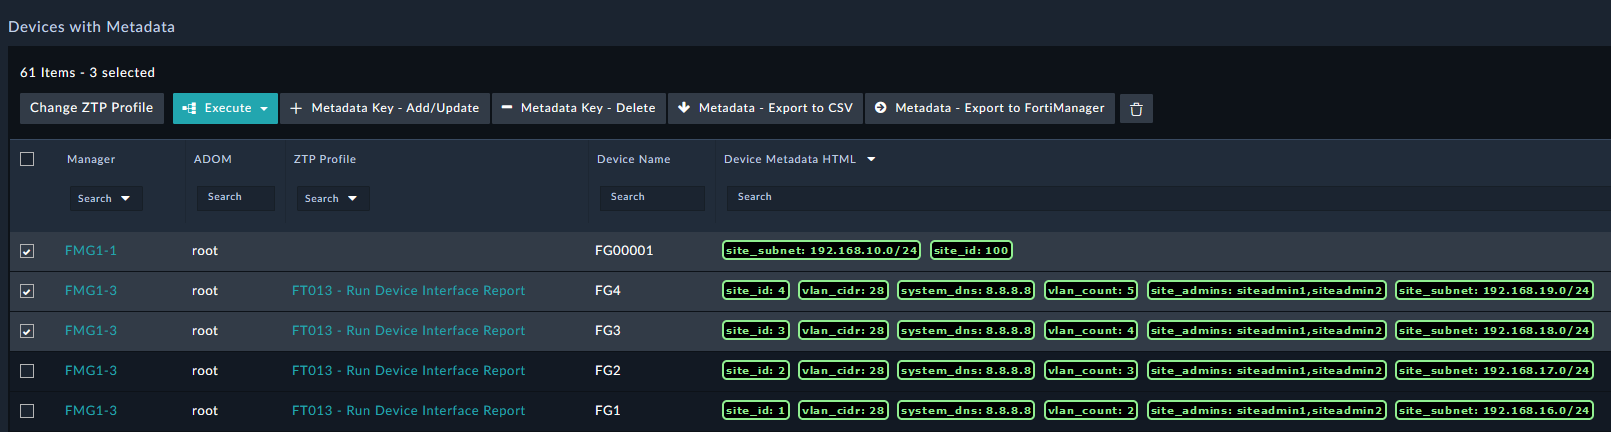 Devices with Metadata
61 Items - 3 selected
Change ZTP Profile Execute Metadata Key - Add/Update Metadata Key - Delete Metadata - Export to CSV Metadata - Export to FortiManager
Manager ADOM ZTP Profile Device Name Device Metadata HTML
Search Search Search Search Search
FMG1-1 root FG00001 site_subnet: 192.168.10.0/24 site_id: 100
FMG1-3 root FT013 - Run Device Interface Report FG4 site_id: 4 vlan_cidr: 28 system_dns: 8.8.8.8 vlan_count: 5 site_admins: siteadmin1,siteadmin2 site_subnet: 192.168.19.0/24
FMG1-3 root FT013 - Run Device Interface Report FG3 site_id: 3 vlan_cidr: 28 system_dns: 8.8.8.8 vlan_count: 4 site_admins: siteadmin1,siteadmin2 site_subnet: 192.168.18.0/24
FMG1-3 root FT013 - Run Device Interface Report FG2 site_id: 2 vlan_cidr: 28 system_dns: 8.8.8.8 vlan_count: 3 site_admins: siteadmin1,siteadmin2 site_subnet: 192.168.17.0/24
FMG1-3 root FT013 - Run Device Interface Report FG1 site_id: 1 vlan_cidr: 28 system_dns: 8.8.8.8 vlan_count: 2 site_admins: siteadmin1,siteadmin2 site_subnet: 192.168.16.0/24